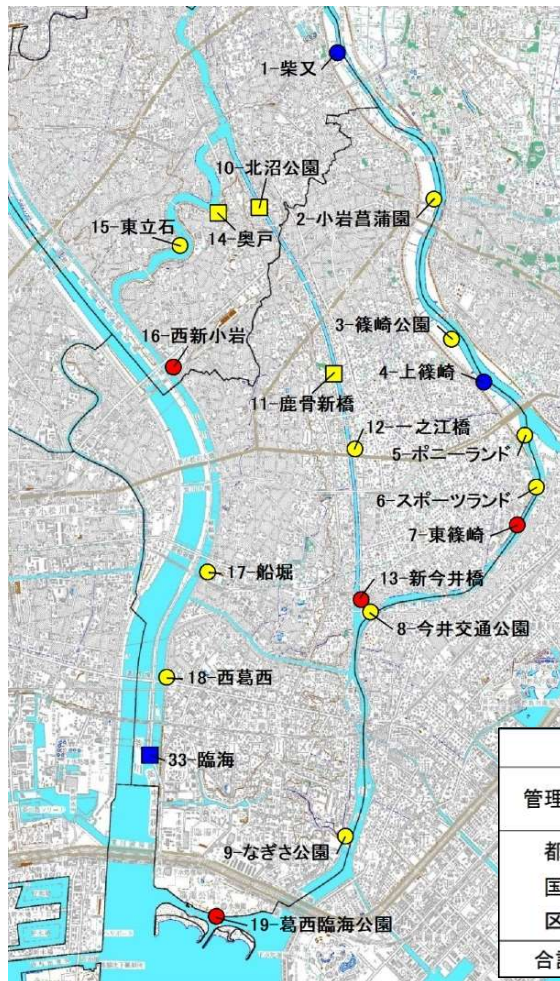 1-柴又
10-北沼公園
2-小岩菖蒲園
14-奥戸
15-東立石
3-篠崎公園
16-西新小岩
4-上篠崎
11-鹿骨新橋
12-一之江橋
5-ポニーランド
6-スポーツランド
7-東篠崎
17-船堀
13-新今井橋
8-今井交通公園
18-西葛西
33-臨海
管理
9-なぎさ公園
都
国
区
19-葛西臨海公園
合計